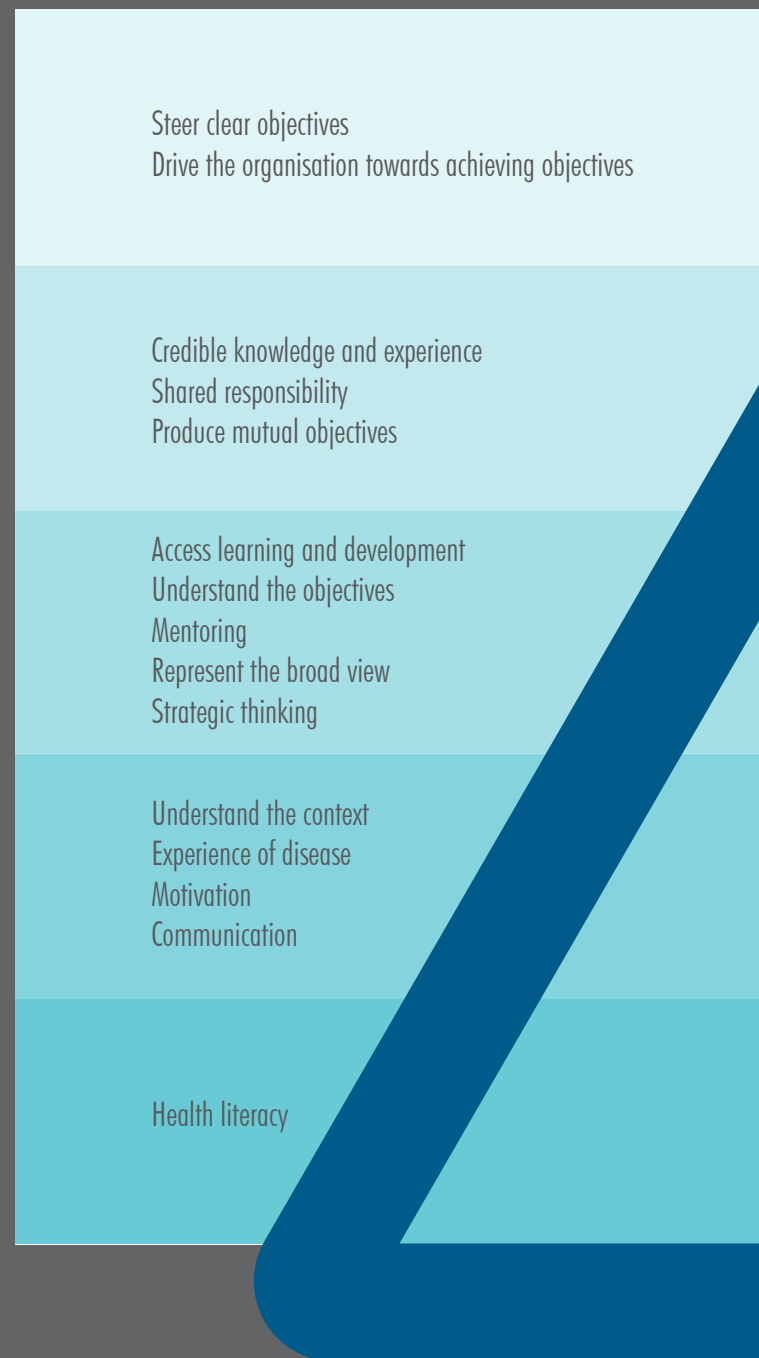 Steer clear objectives
Drive the organisation towards achieving objectives
Credible knowledge and experience
Shared responsibility
Produce mutual objectives
Access learning and development
Understand the objectives
Mentoring
Represent the broad view
Strategic thinking
Understand the context
Experience of disease
Motivation
Communication
Health literacy